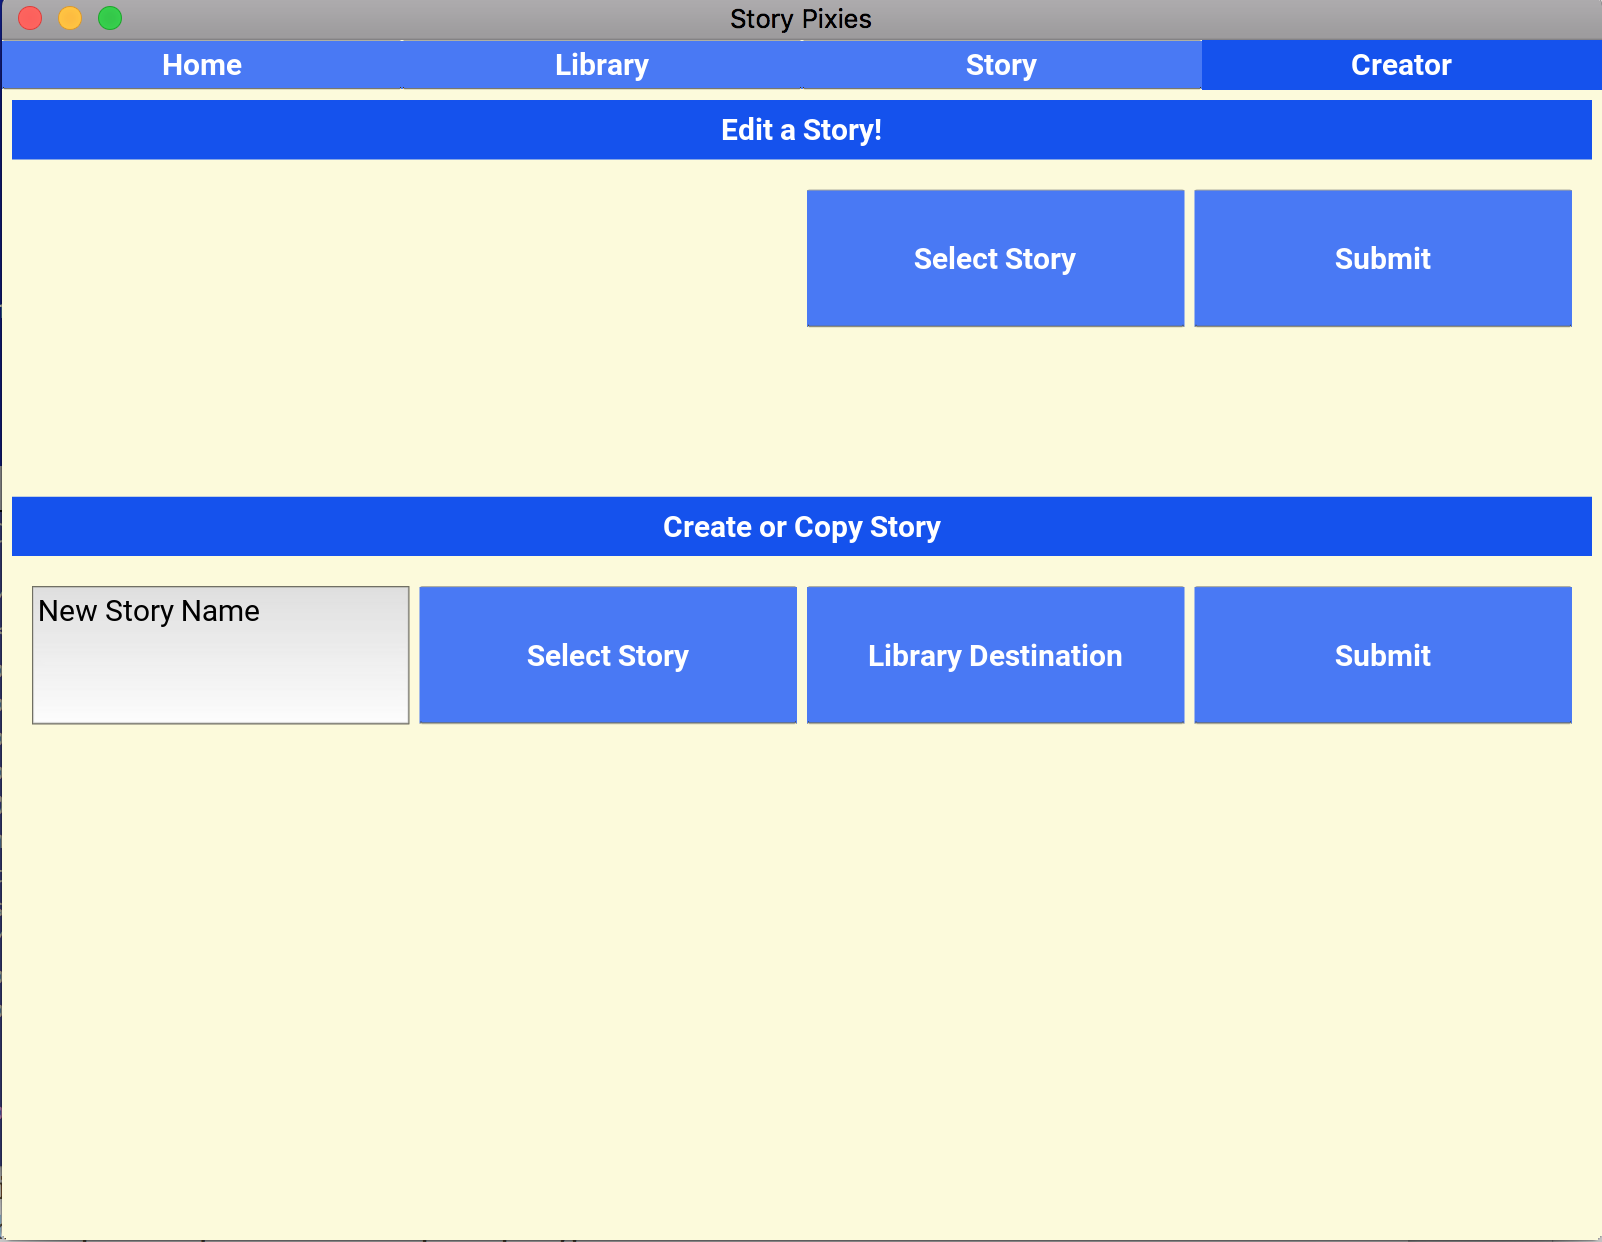 Story Pixies
Home Library Story Creator
Edit a Story!
Select Story Submit
Create or Copy Story
New Story Name
Select Story Library Destination Submit